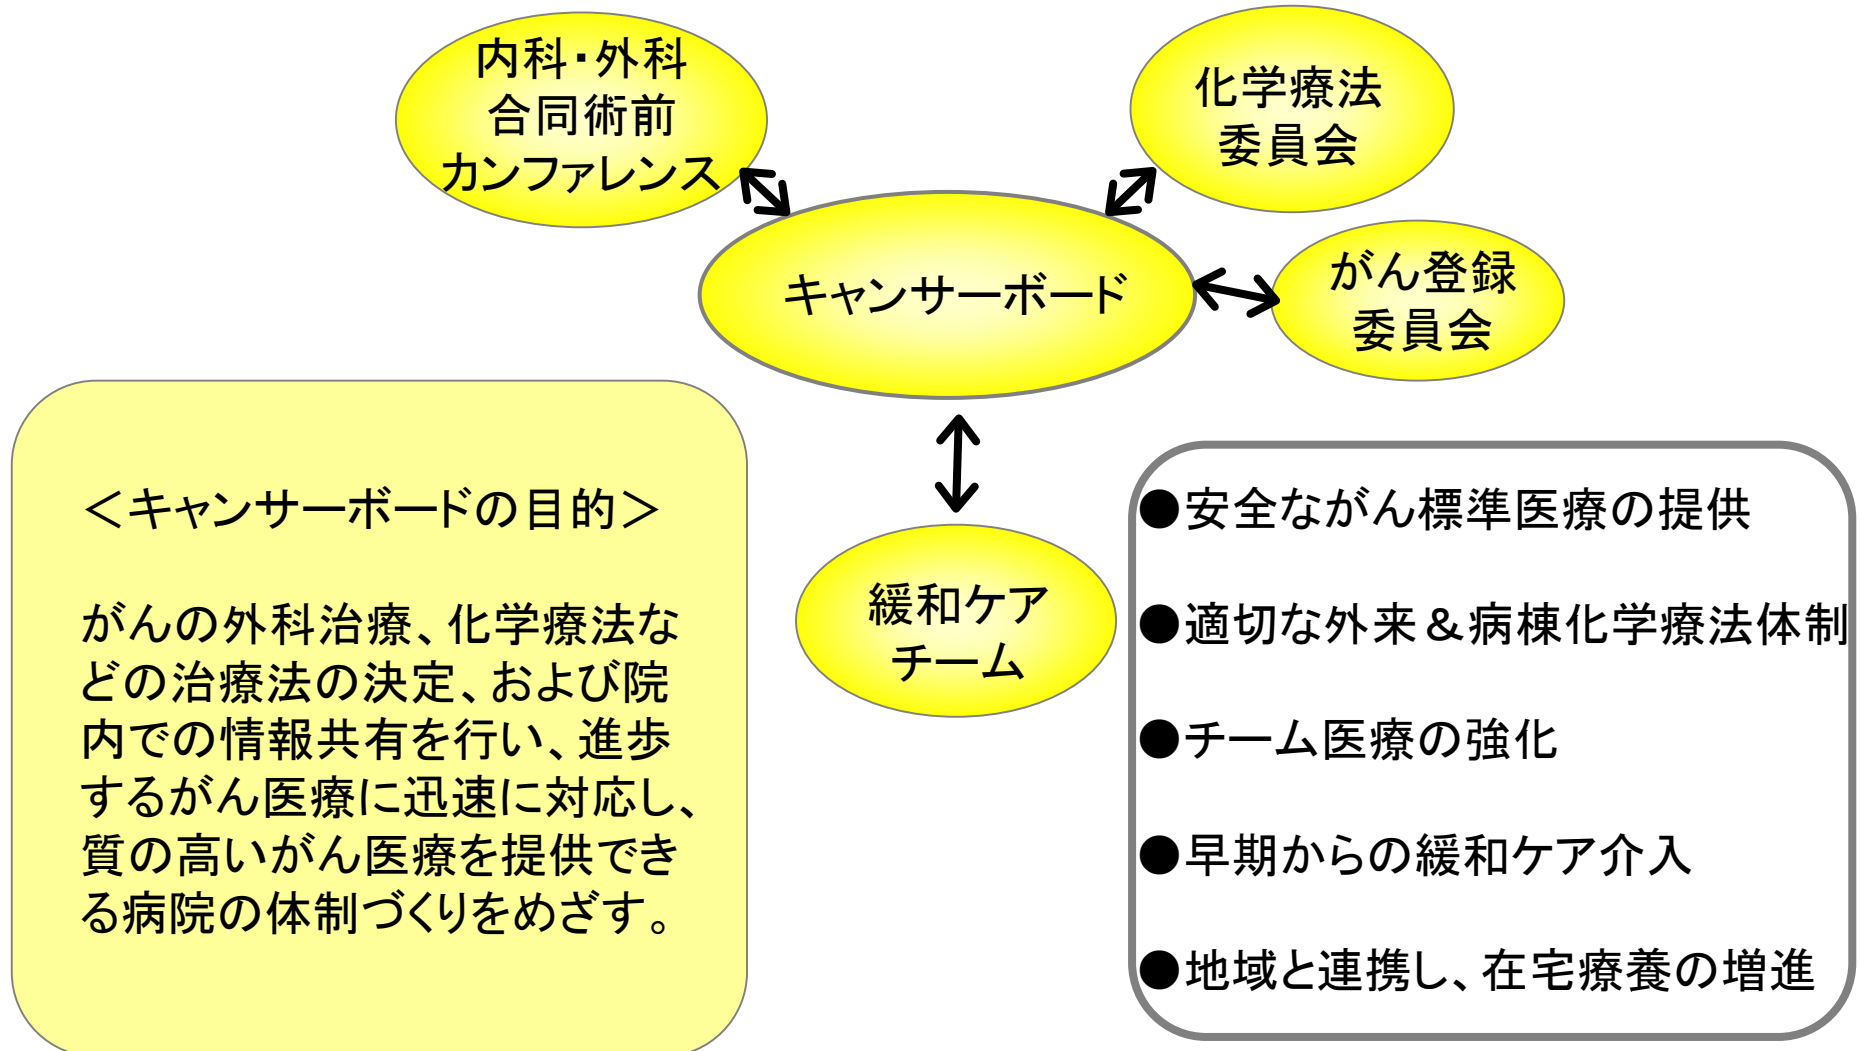 内科・外科
合同術前
カンファレンス
化学療法
委員会
キャンサーボード
がん登録
委員会
緩和ケア
チーム
＜キャンサーボードの目的＞
がんの外科治療、化学療法な
どの治療法の決定、および院
内での情報共有を行い、進歩
するがん医療に迅速に対応し、
質の高いがん医療を提供でき
る病院の体制づくりをめざす。
●安全ながん標準医療の提供
●適切な外来＆病棟化学療法体制
●チーム医療の強化
●早期からの緩和ケア介入
●地域と連携し、在宅療養の増進